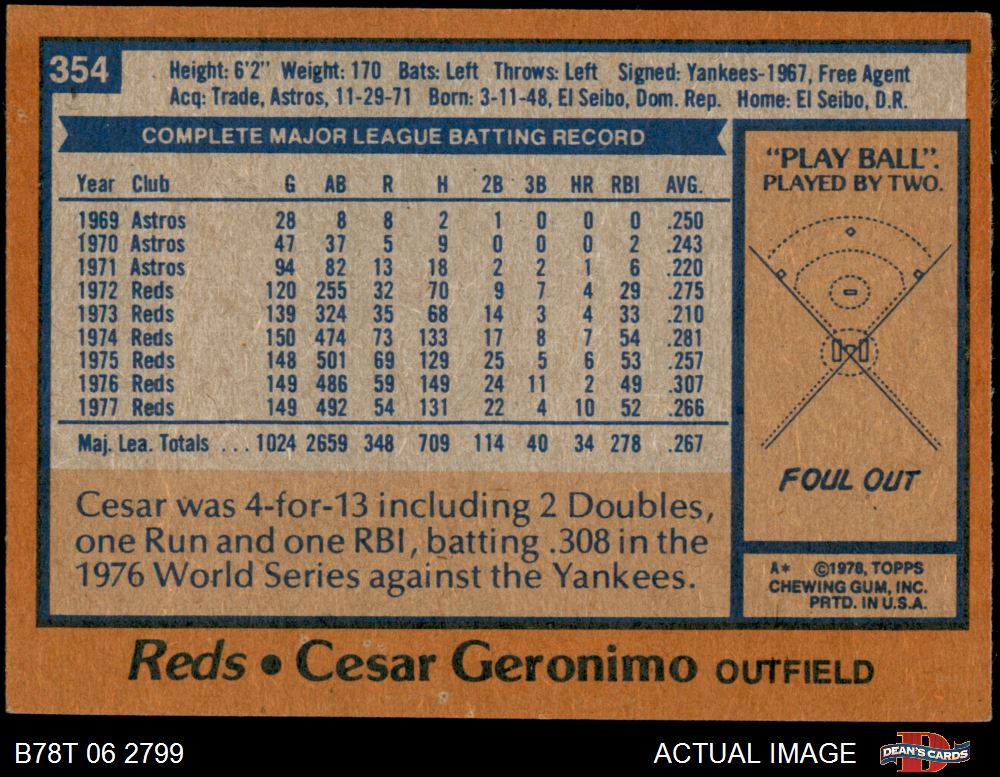 354
Height: 6'2" Weight: 170 Bats: Left Throws: Left Signed: Yankees-1967, Free Agent
Acq: Trade, Astros, 11-29-71 Born: 3-11-48, El Seibo, Dom. Rep. Home: El Seibo, D.R.
COMPLETE MAJOR LEAGUE BATTING RECORD
Year Club G AB R H 2B 3B HR RBI AVG.
1969 Astros 28 8 8 2 1 0 0 0 .250
1970 Astros 47 37 5 9 0 0 0 2 .243
1971 Astros 94 82 13 18 2 2 1 6 .220
1972 Reds 120 255 32 70 9 7 4 29 .275
1973 Reds 139 324 35 68 14 3 4 33 .210
1974 Reds 150 474 73 133 17 8 7 54 .281
1975 Reds 148 501 69 129 25 5 6 53 .257
1976 Reds 149 486 59 149 24 11 2 49 .307
1977 Reds 149 492 54 131 22 4 10 52 .266
Maj. Lea. Totals ... 1024 2659 348 709 114 40 34 278 .267
Cesar was 4-for-13 including 2 Doubles,
one Run and one RBI, batting .308 in the
1976 World Series against the Yankees.
"PLAY BALL".
PLAYED BY TWO.
FOUL OUT
A* ©1978, TOPPS
CHEWING GUM, INC.
PRTD. IN U.S.A.
Reds • Cesar Geronimo OUTFIELD
B78T 06 2799
ACTUAL IMAGE
DEAN'S CARDS